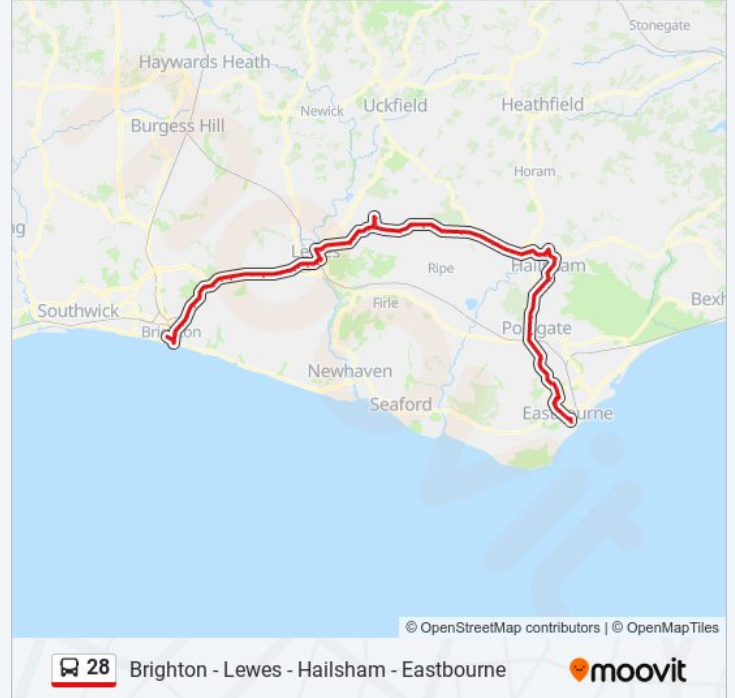 Stonegate
Haywards Heath
Uckfield
Heathfield
Newick
Burgess Hill
Horam
Lewes
Ripe
Hailsham
Firle
Southwick
Brighton
Polegate
Newhaven
Seaford
Eastbourne
© OpenStreetMap contributors | © OpenMapTiles
28
Brighton - Lewes - Hailsham - Eastbourne
moovit